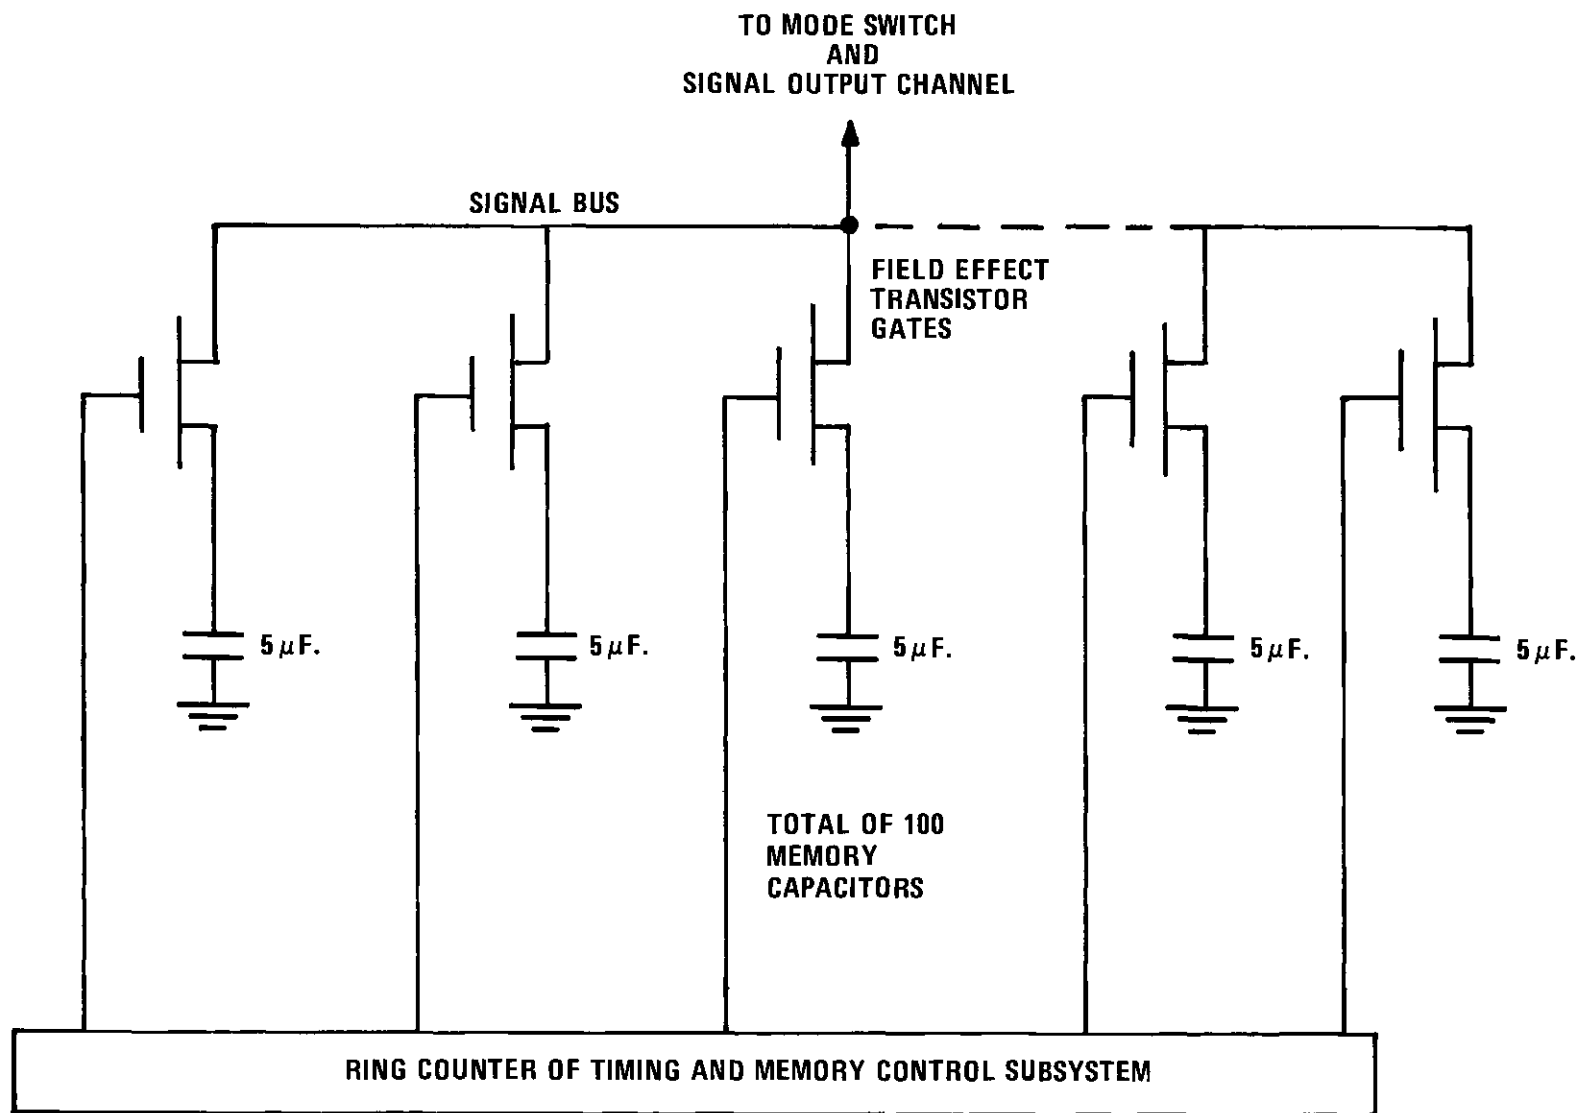 TO MODE SWITCH
AND
SIGNAL OUTPUT CHANNEL
SIGNAL BUS
FIELD EFFECT
TRANSISTOR
GATES
5μF.
5μF.
5μF.
5μF.
5μF.
TOTAL OF 100
MEMORY
CAPACITORS
RING COUNTER OF TIMING AND MEMORY CONTROL SUBSYSTEM